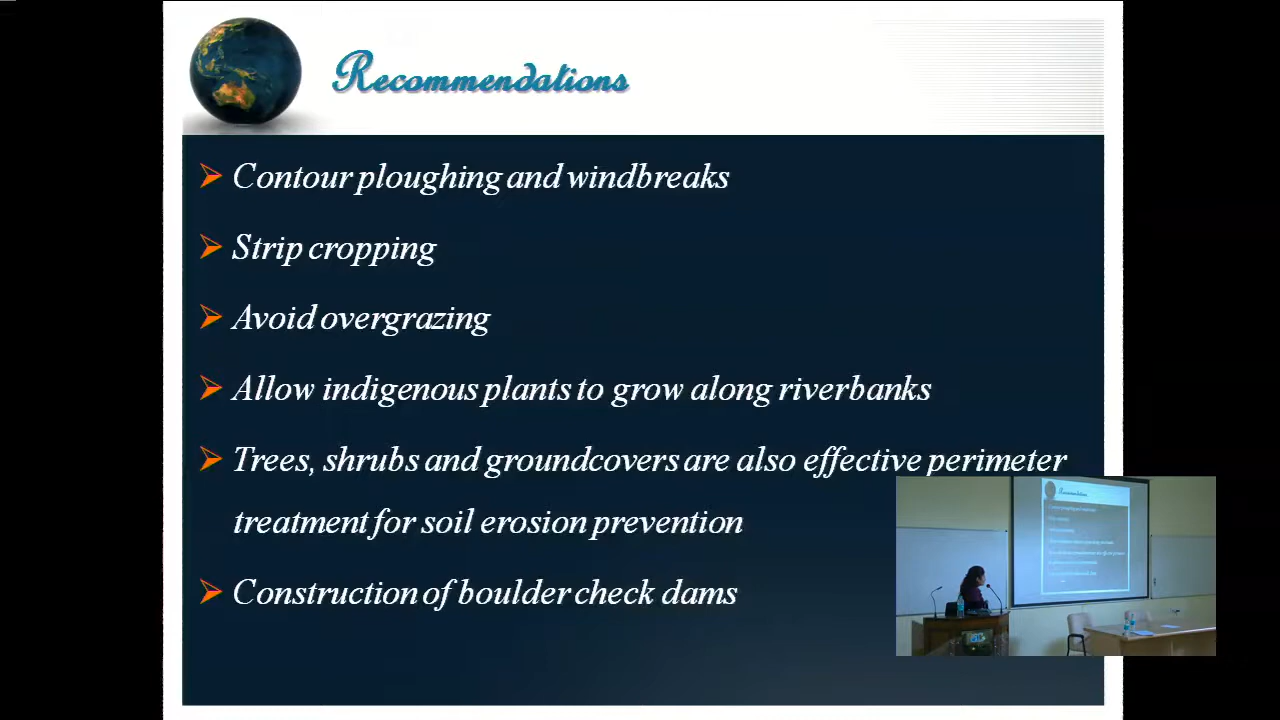 Recommendations
Contour ploughing and windbreaks
Strip cropping
Avoid overgrazing
Allow indigenous plants to grow along riverbanks
Trees, shrubs and groundcovers are also effective perimeter
treatment for soil erosion prevention
Construction of boulder check dams
Recommendations